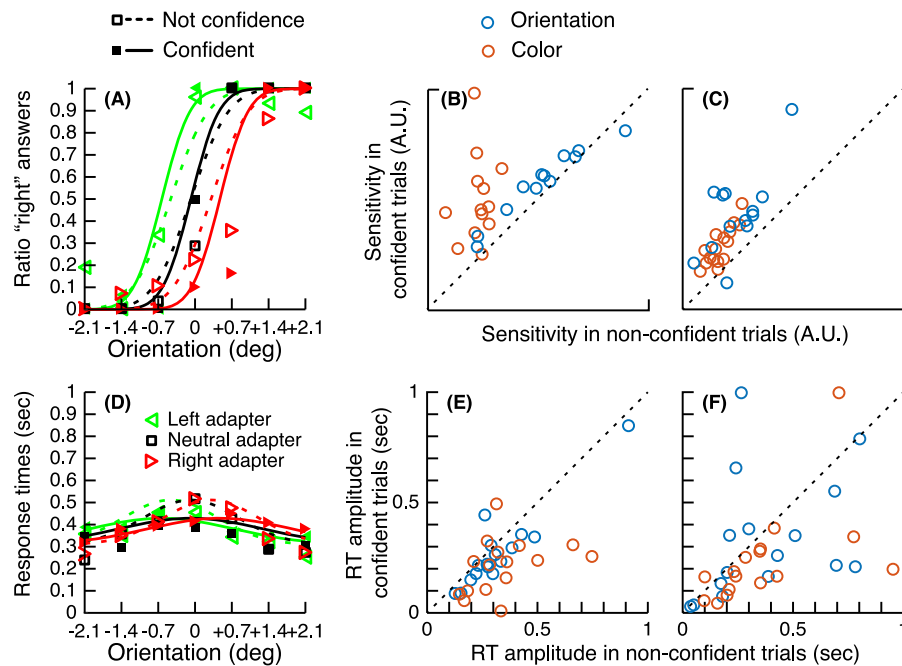 Not confidence
Confident
Orientation
Color
(A)
1
0.9
0.8
0.7
0.6
0.5
0.4
0.3
0.2
0.1
0
Ratio “right” answers
-2.1 -1.4 -0.7 0 +0.7 +1.4 +2.1
Orientation (deg)
(B)
(C)
Sensitivity in
confident trials (A.U.)
Sensitivity in non-confident trials (A.U.)
(D)
1
0.9
0.8
0.7
0.6
0.5
0.4
0.3
0.2
0.1
0
Response times (sec)
Left adapter
Neutral adapter
Right adapter
-2.1 -1.4 -0.7 0 +0.7 +1.4 +2.1
Orientation (deg)
(E)
(F)
1
0.5
0
RT amplitude in
confident trials (sec)
0 0.5 1 0 0.5 1
RT amplitude in non-confident trials (sec)